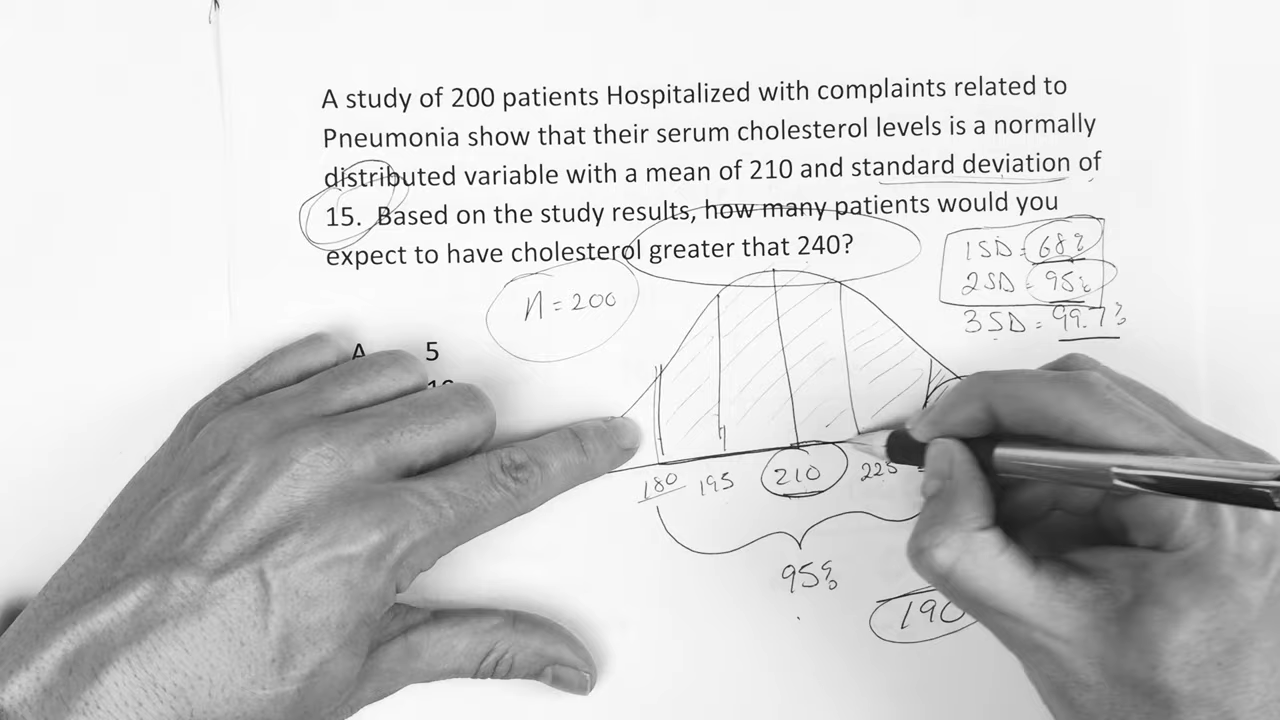 A study of 200 patients Hospitalized with complaints related to
Pneumonia show that their serum cholesterol levels is a normally
distributed variable with a mean of 210 and standard deviation of
15. Based on the study results, how many patients would you
expect to have cholesterol greater that 240?
1SD = 68%
2SD = 95%
3SD = 99.7%
n = 200
A 5
180 195 210 225
95%
190